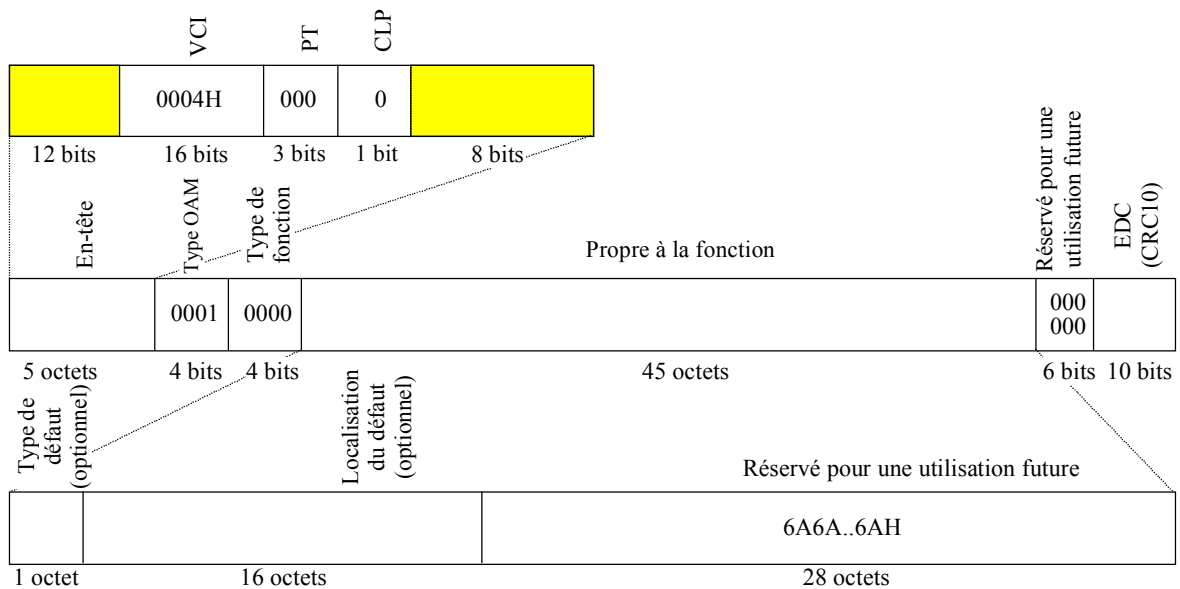 VCI
PT
CLP
0004H
000
0
12 bits
16 bits
3 bits
1 bit
8 bits
En-tête
Type OAM
Type de
fonction
Propre à la fonction
Réservé pour une
utilisation future
EDC
(CRC10)
0001
0000
000
000
5 octets
4 bits
4 bits
45 octets
6 bits
10 bits
Type de
défaut
(optionnel)
Localisation
du défaut
(optionnel)
Réservé pour une utilisation future
6A6A..6AH
1 octet
16 octets
28 octets